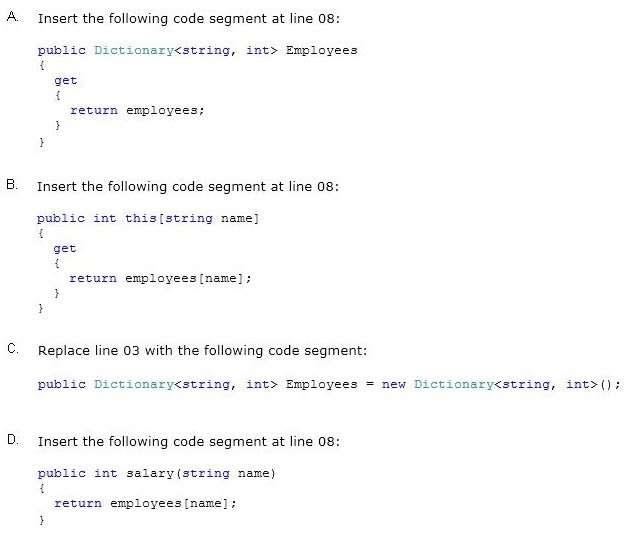 A. Insert the following code segment at line 08:
public Dictionary<string, int> Employees
{
get
{
return employees;
}
}
B. Insert the following code segment at line 08:
public int this[string name]
{
get
{
return employees[name];
}
}
C. Replace line 03 with the following code segment:
public Dictionary<string, int> Employees = new Dictionary<string, int>();
D. Insert the following code segment at line 08:
public int salary(string name)
{
return employees[name];
}